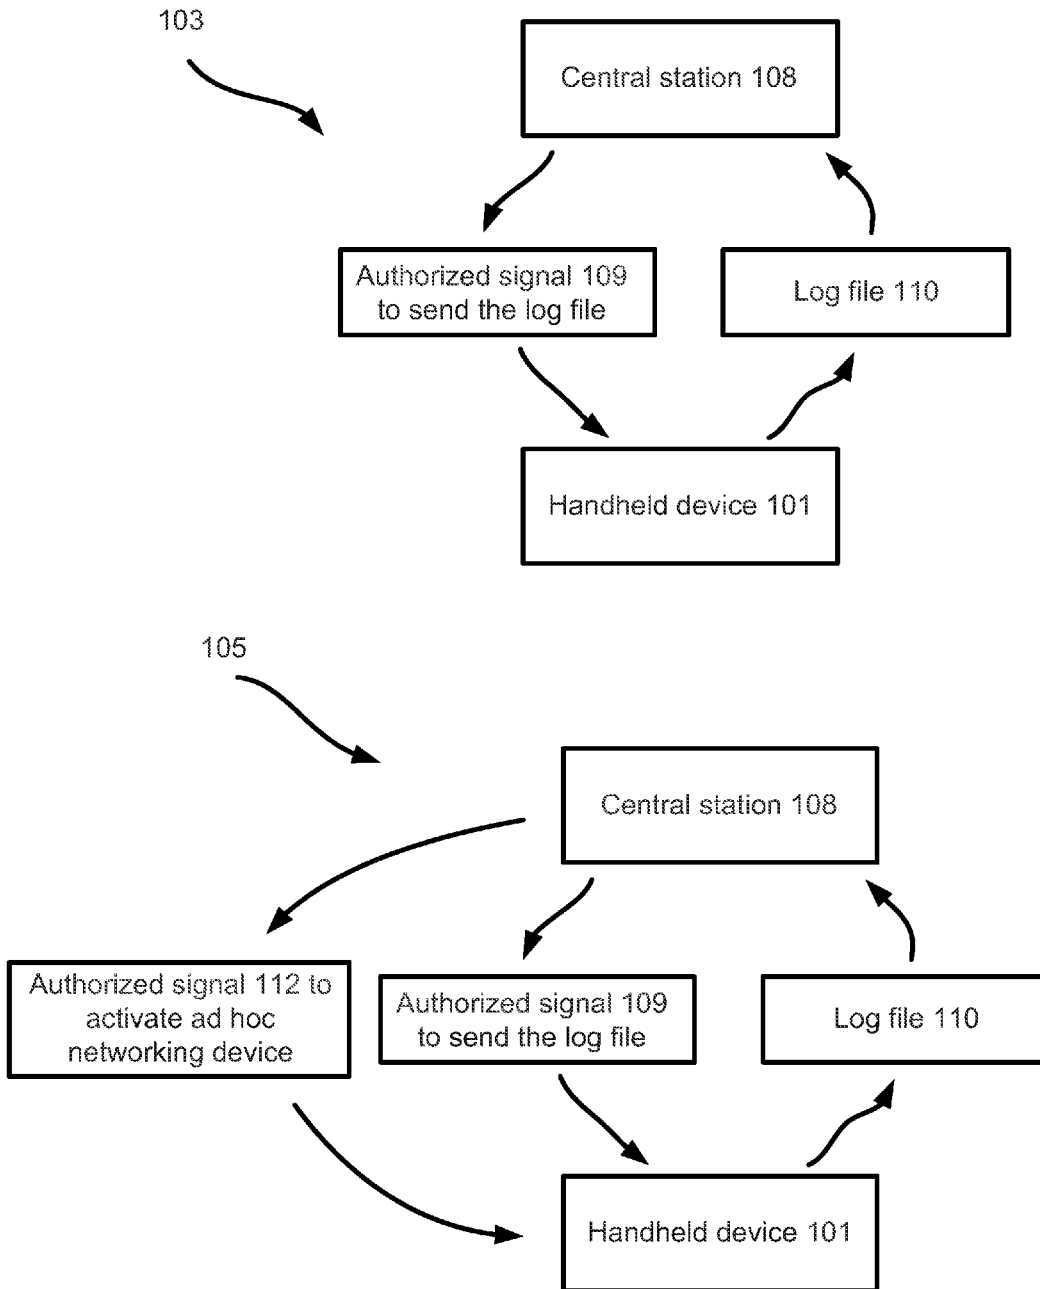 103
Central station 108
Authorized signal 109
to send the log file
Log file 110
Handheld device 101
105
Central station 108
Authorized signal 112 to
activate ad hoc
networking device
Authorized signal 109
to send the log file
Log file 110
Handheld device 101